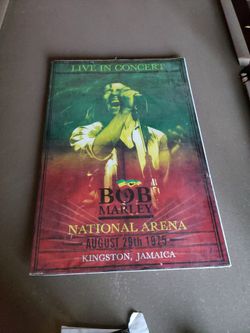 LIVE IN CONCERT
BOB
MARLEY
NATIONAL ARENA
AUGUST 29th 1975
KINGSTON, JAMAICA